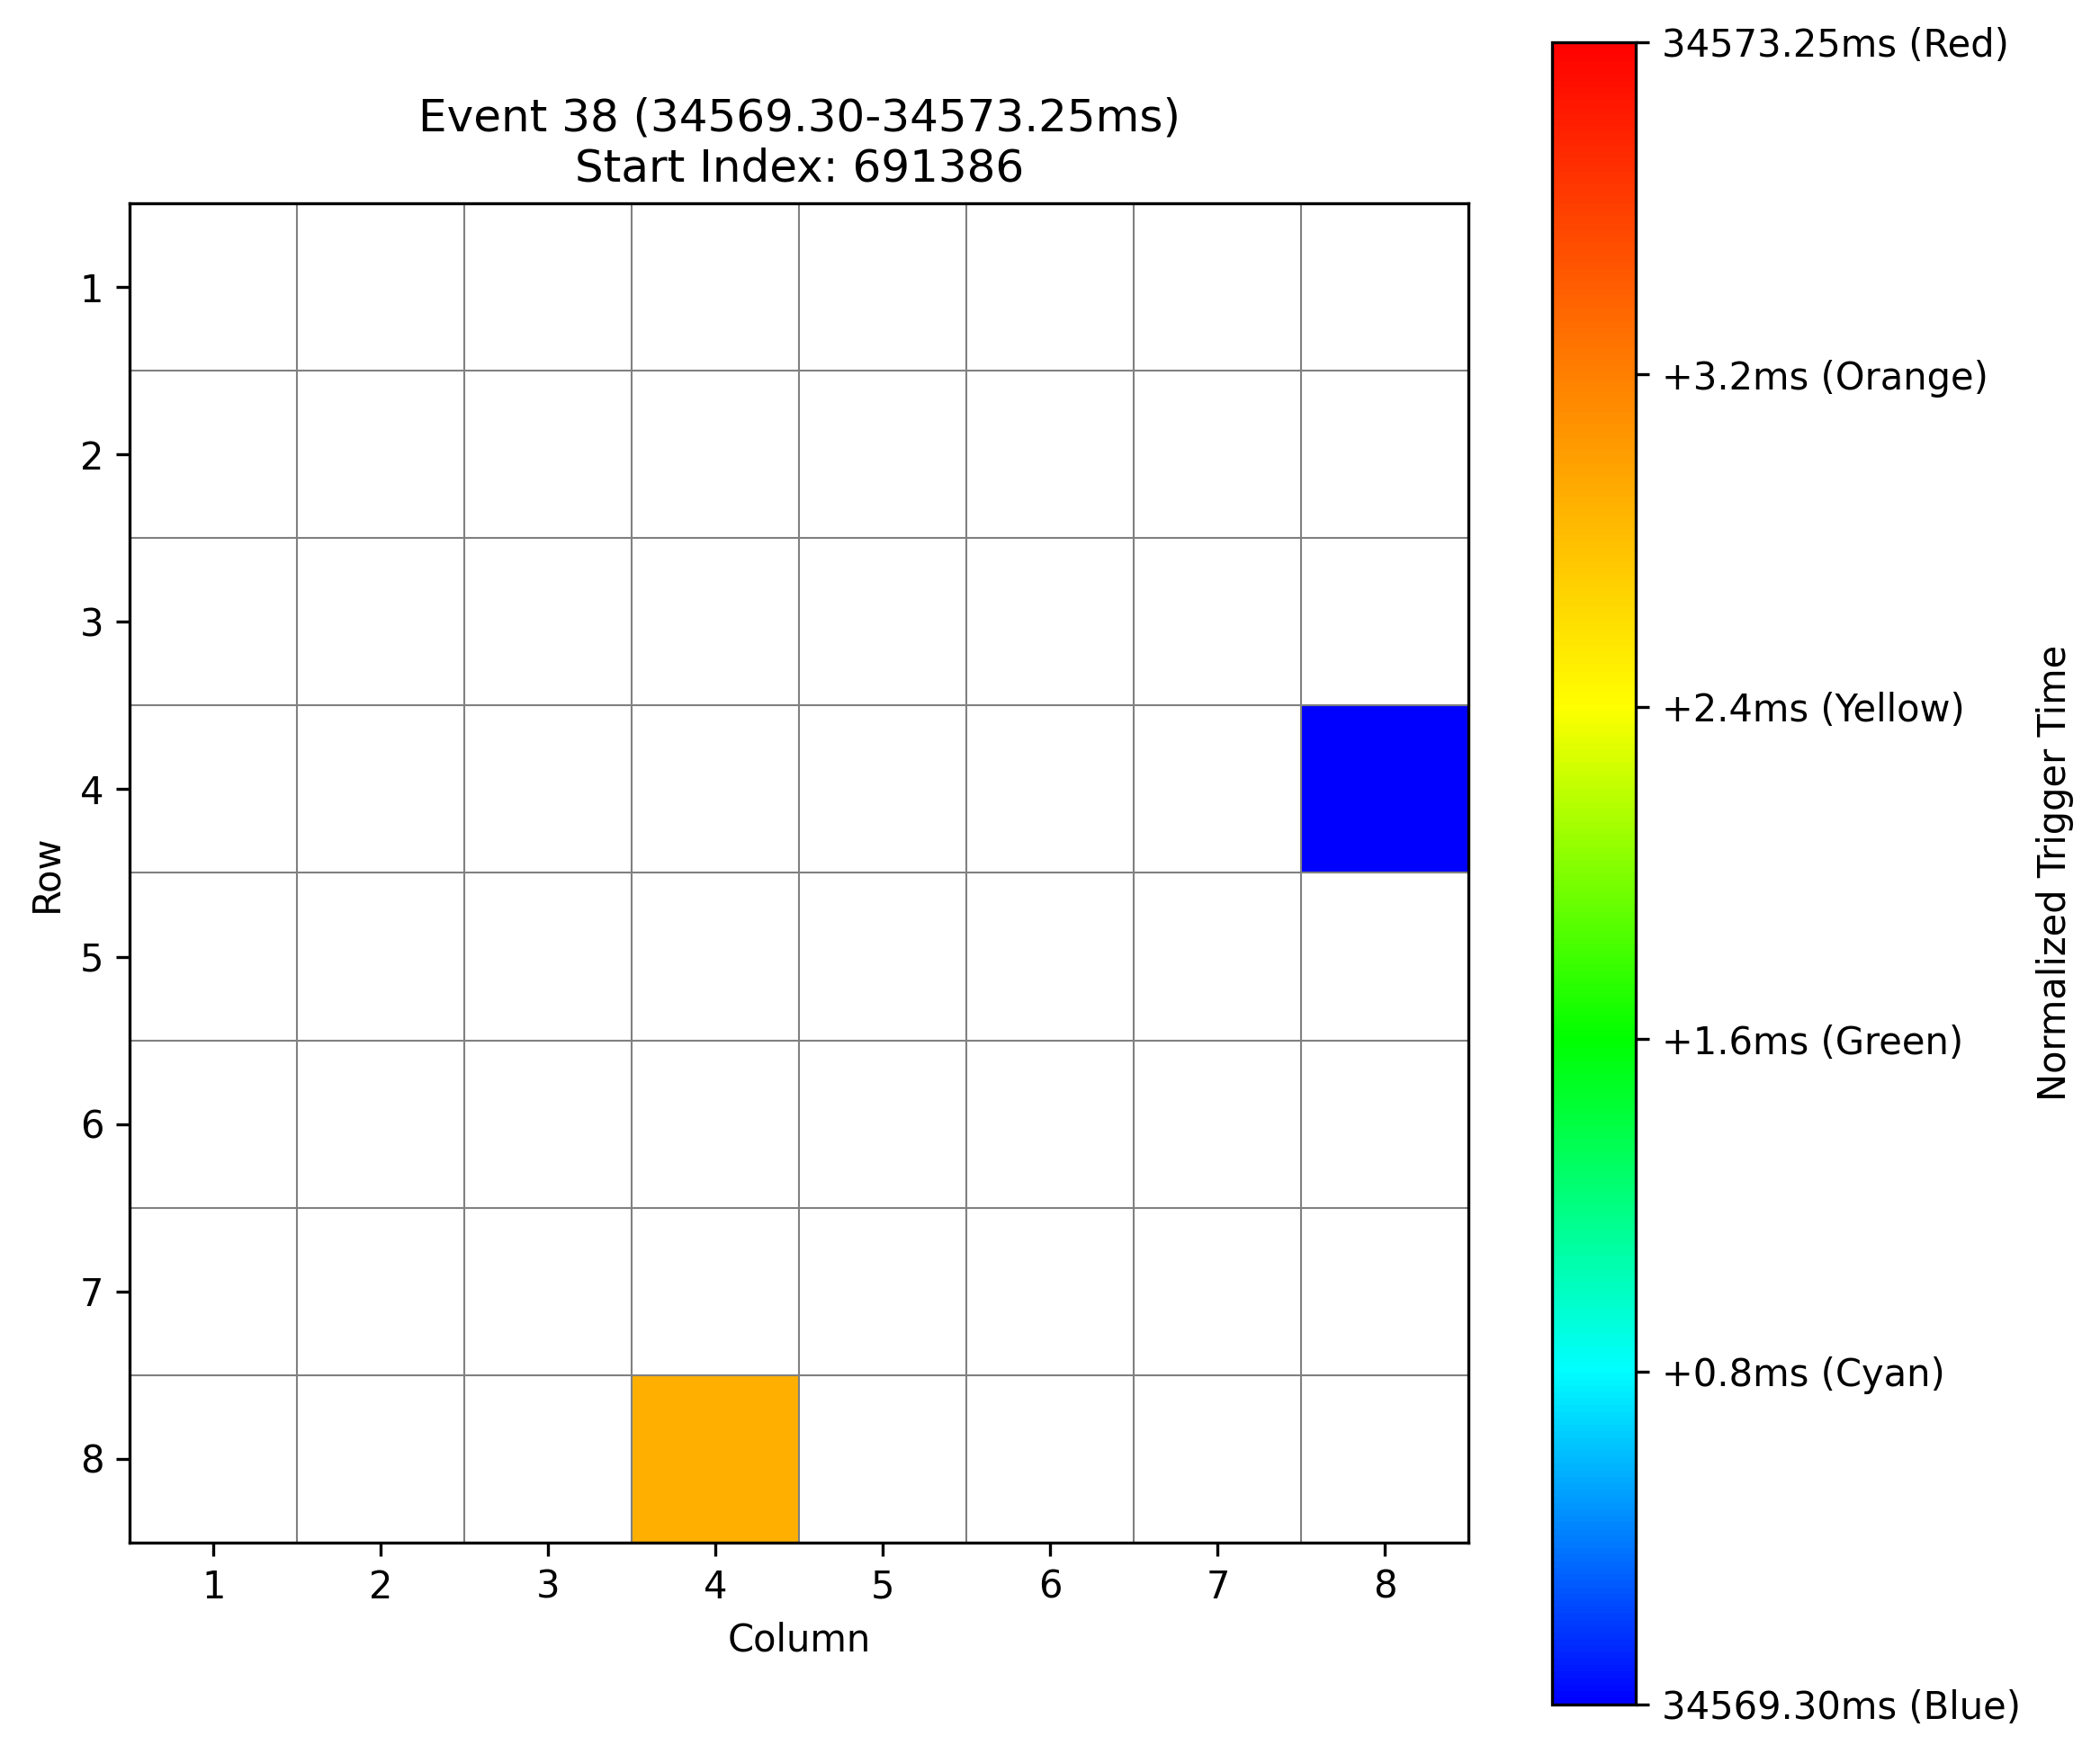 Event 38 (34569.30-34573.25ms)
Start Index: 691386
Row
1
2
3
4
5
6
7
8
1 2 3 4 5 6 7 8
Column
34573.25ms (Red)
+3.2ms (Orange)
+2.4ms (Yellow)
+1.6ms (Green)
+0.8ms (Cyan)
34569.30ms (Blue)
Normalized Trigger Time